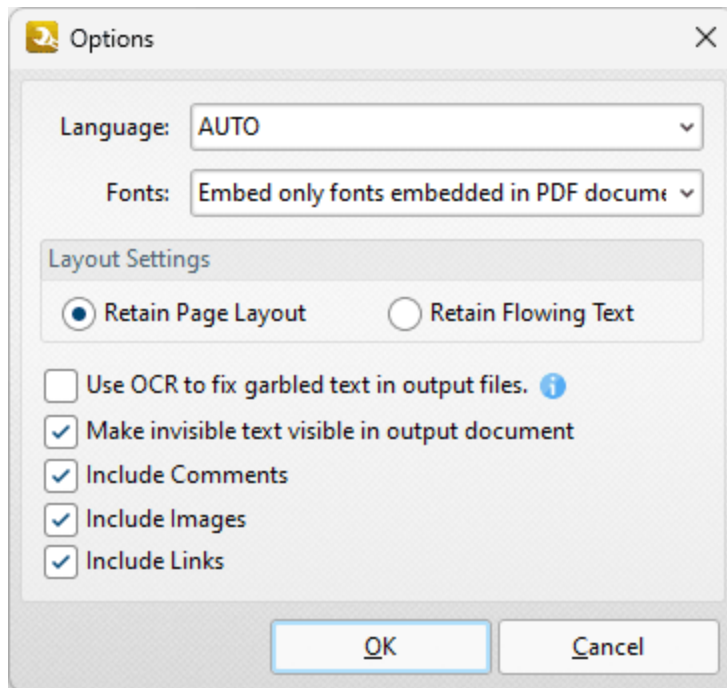 Options
Language: AUTO
Fonts: Embed only fonts embedded in PDF docume
Layout Settings
Retain Page Layout Retain Flowing Text
Use OCR to fix garbled text in output files.
Make invisible text visible in output document
Include Comments
Include Images
Include Links
OK Cancel